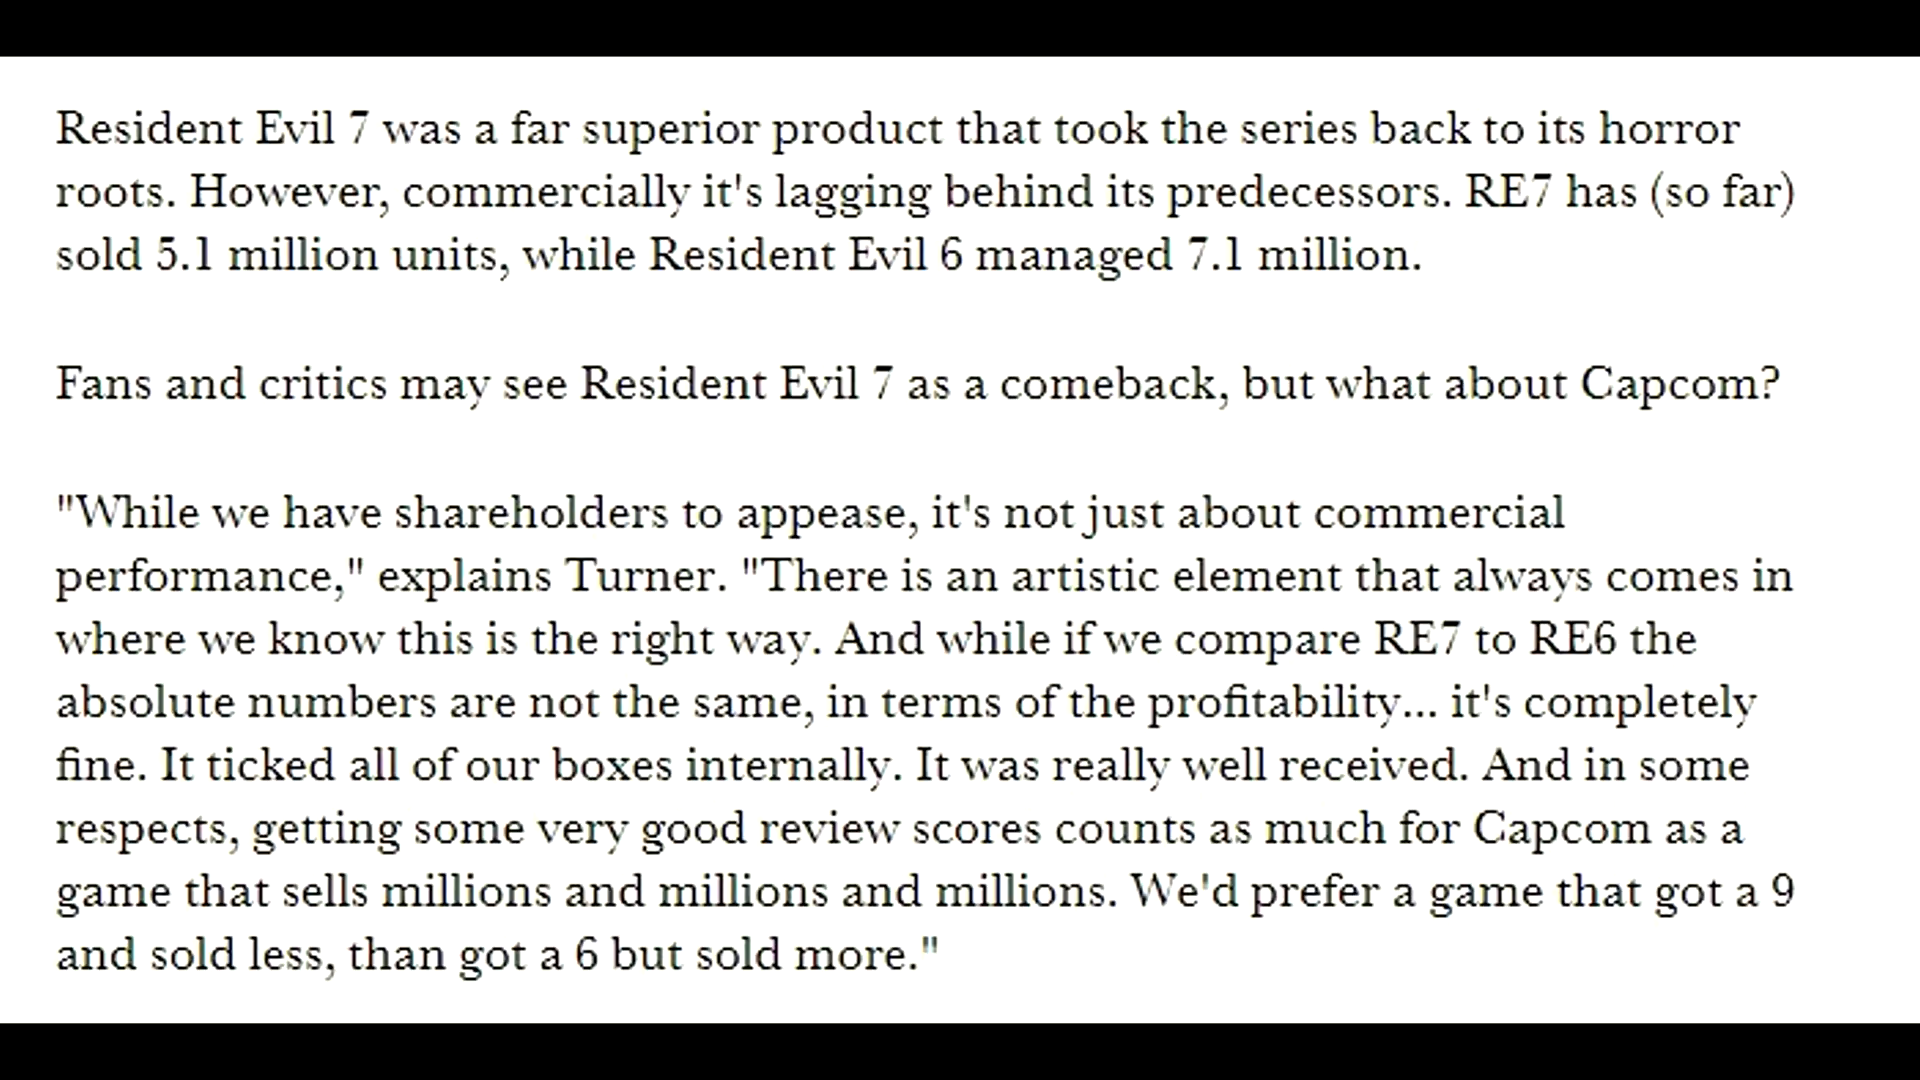 Resident Evil 7 was a far superior product that took the series back to its horror
roots. However, commercially it's lagging behind its predecessors. RE7 has (so far)
sold 5.1 million units, while Resident Evil 6 managed 7.1 million.
Fans and critics may see Resident Evil 7 as a comeback, but what about Capcom?
"While we have shareholders to appease, it's not just about commercial
performance," explains Turner. "There is an artistic element that always comes in
where we know this is the right way. And while if we compare RE7 to RE6 the
absolute numbers are not the same, in terms of the profitability... it's completely
fine. It ticked all of our boxes internally. It was really well received. And in some
respects, getting some very good review scores counts as much for Capcom as a
game that sells millions and millions and millions. We'd prefer a game that got a 9
and sold less, than got a 6 but sold more."